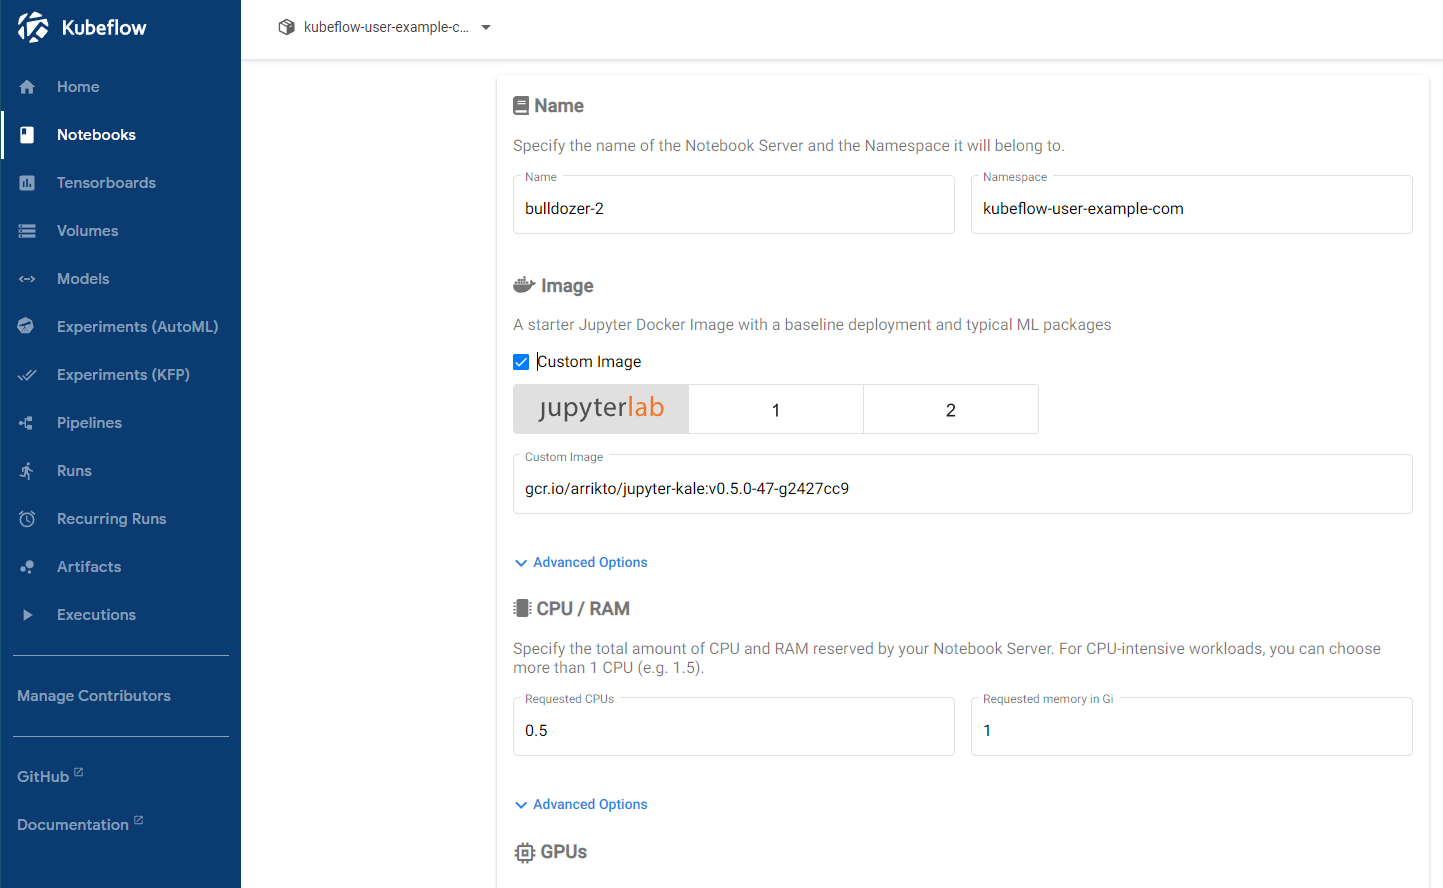 Kubeflow
kubeflow-user-example-c...
Home
Notebooks
Tensorboards
Volumes
Models
Experiments (AutoML)
Experiments (KFP)
Pipelines
Runs
Recurring Runs
Artifacts
Executions
Manage Contributors
GitHub
Documentation
Name
Specify the name of the Notebook Server and the Namespace it will belong to.
Name
bulldozer-2
Namespace
kubeflow-user-example-com
Image
A starter Jupyter Docker Image with a baseline deployment and typical ML packages
Custom Image
jupyterlab
1
2
Custom Image
gcr.io/arrikto/jupyter-kale:v0.5.0-47-g2427cc9
Advanced Options
CPU / RAM
Specify the total amount of CPU and RAM reserved by your Notebook Server. For CPU-intensive workloads, you can choose
more than 1 CPU (e.g. 1.5).
Requested CPUs
0.5
Requested memory in Gi
1
Advanced Options
GPUs